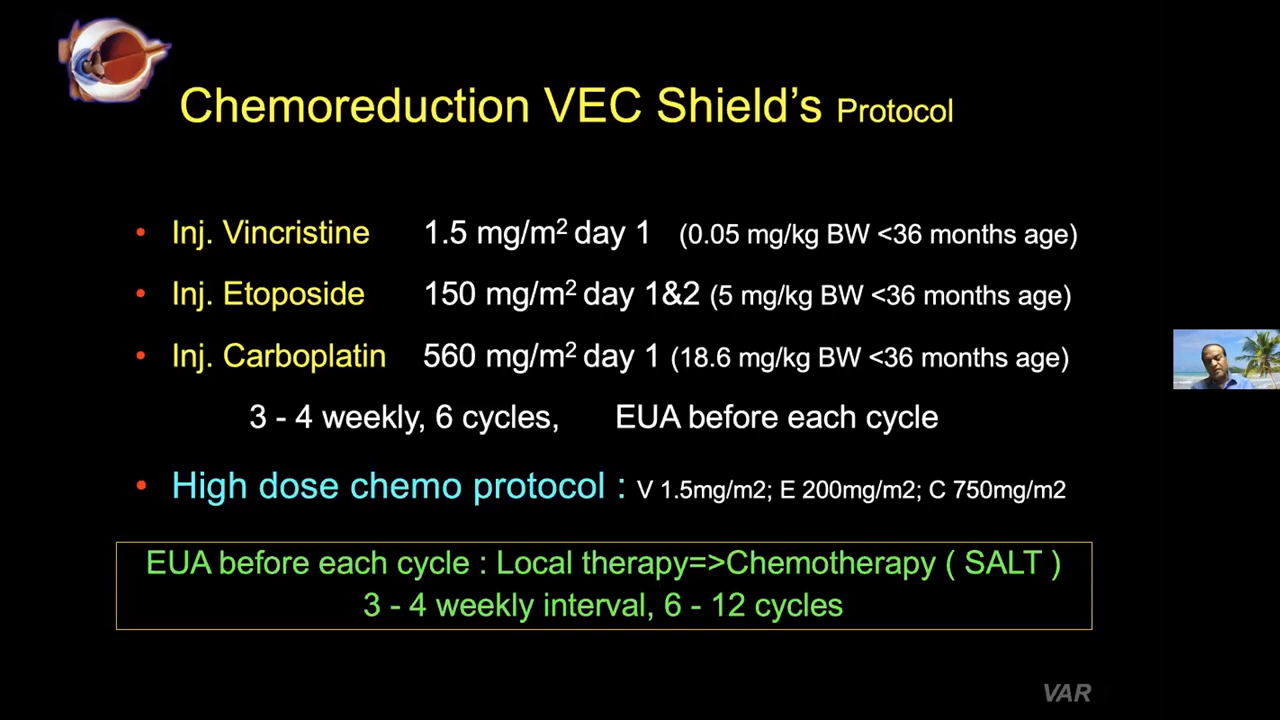 Chemoreduction VEC Shield's Protocol
• Inj. Vincristine 1.5 mg/m² day 1 (0.05 mg/kg BW <36 months age)
• Inj. Etoposide 150 mg/m² day 1&2 (5 mg/kg BW <36 months age)
• Inj. Carboplatin 560 mg/m² day 1 (18.6 mg/kg BW <36 months age)
3 - 4 weekly, 6 cycles, EUA before each cycle
• High dose chemo protocol : V 1.5mg/m2; E 200mg/m2; C 750mg/m2
EUA before each cycle : Local therapy=>Chemotherapy ( SALT )
3 - 4 weekly interval, 6 - 12 cycles
VAR